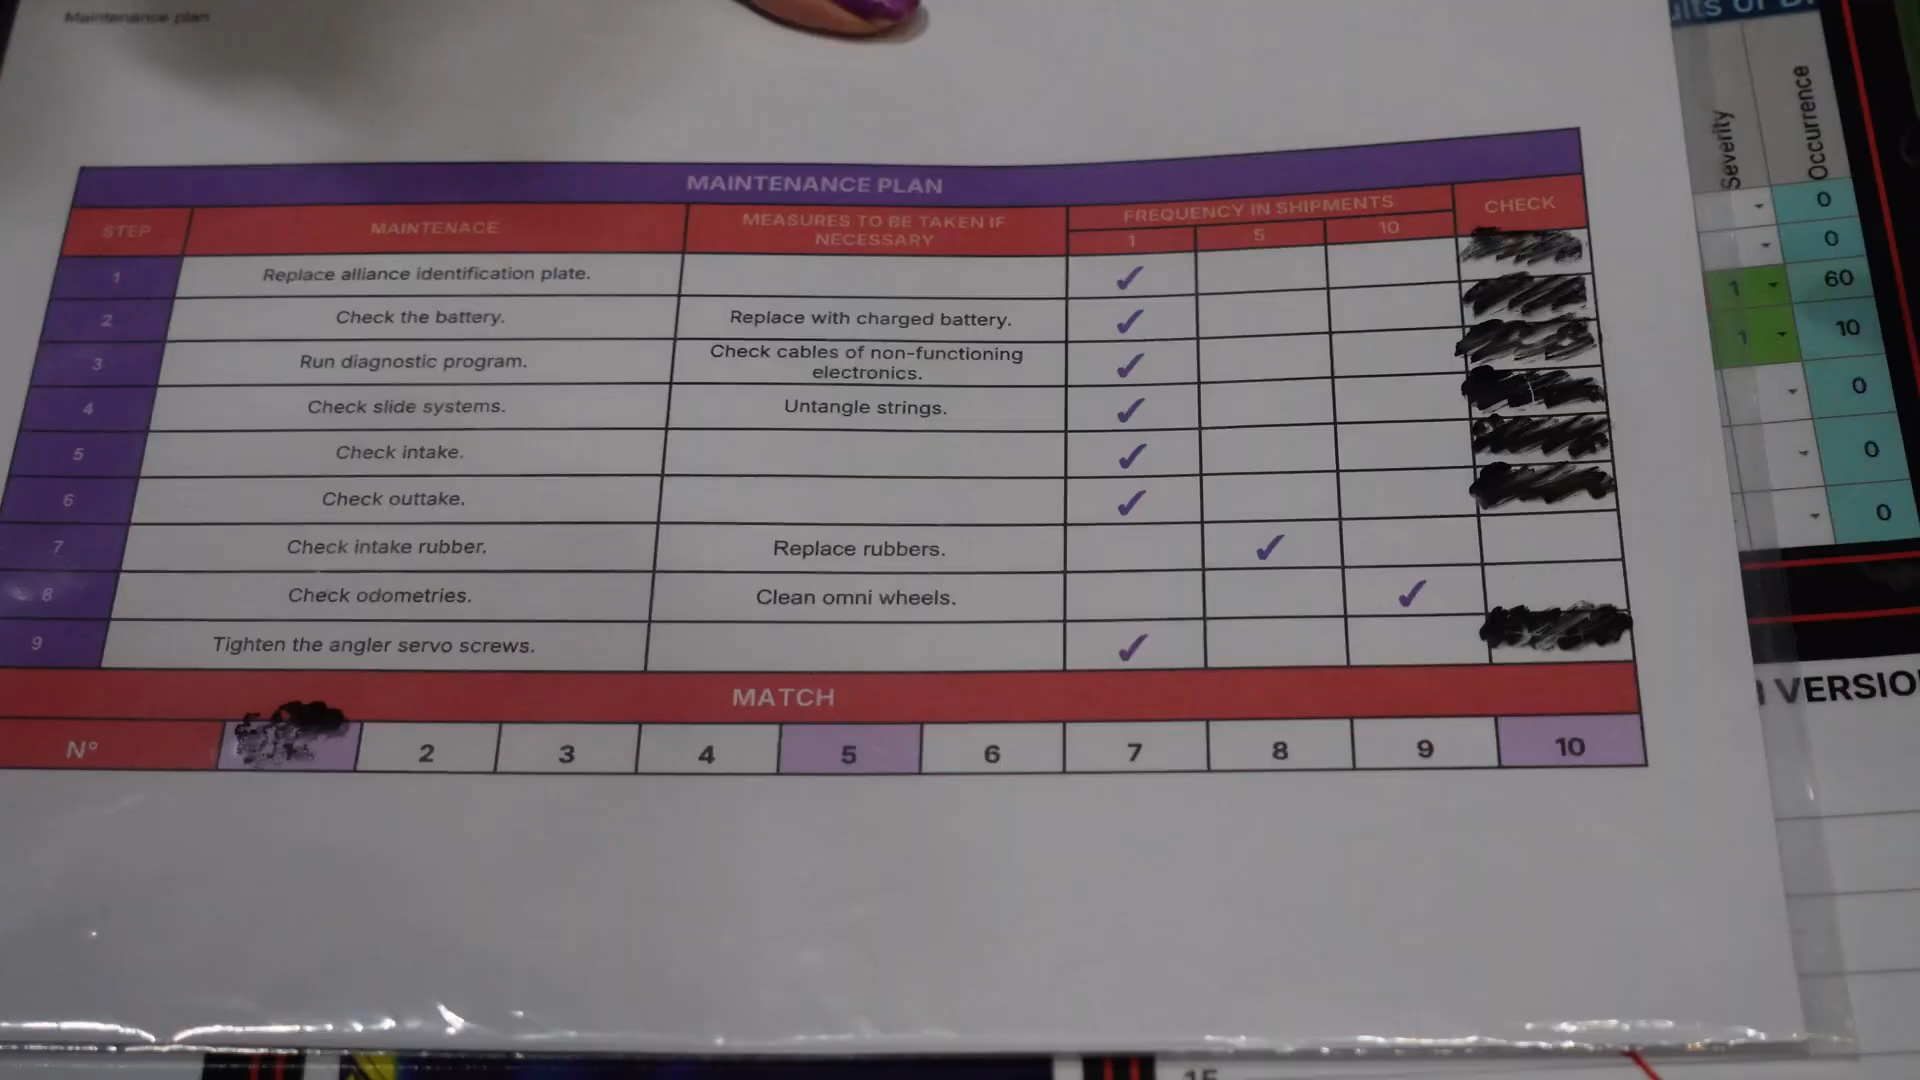 Maintenance plan
MAINTENANCE PLAN
STEP
MAINTENACE
MEASURES TO BE TAKEN IF
NECESSARY
FREQUENCY IN SHIPMENTS
1
5
10
CHECK
1
Replace alliance identification plate.
2
Check the battery.
Replace with charged battery.
3
Run diagnostic program.
Check cables of non-functioning
electronics.
4
Check slide systems.
Untangle strings.
5
Check intake.
6
Check outtake.
7
Check intake rubber.
Replace rubbers.
8
Check odometries.
Clean omni wheels.
9
Tighten the angler servo screws.
MATCH
N°
2
3
4
5
6
7
8
9
10
Severity
Occurrence
0
0
1
60
1
10
0
0
0
15